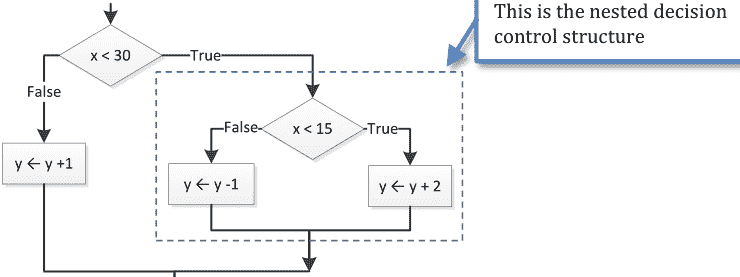 This is the nested decision
control structure
x < 30
True
False
x < 15
False
True
y ← y +1
y ← y -1
y ← y + 2